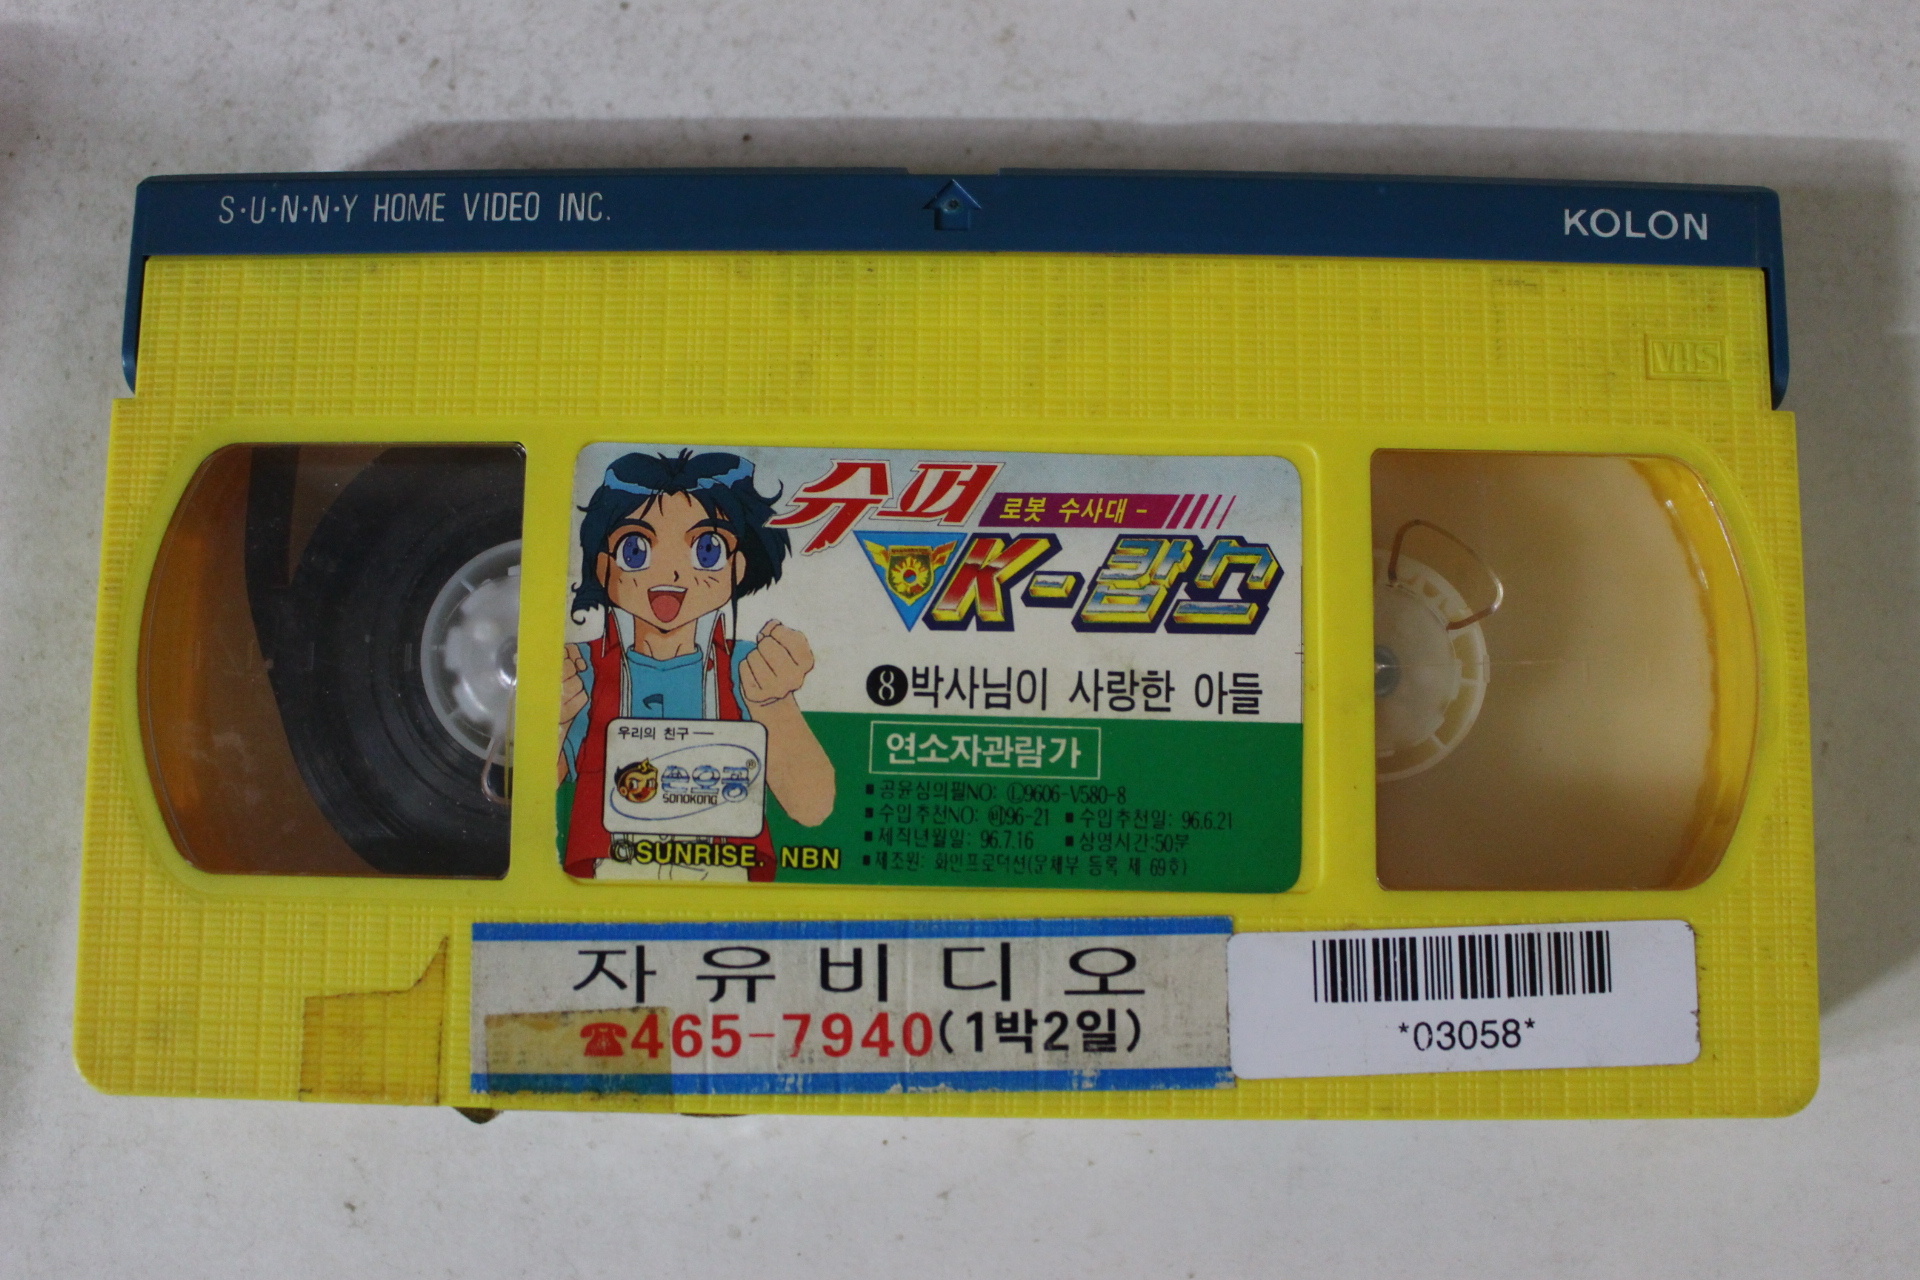 S·U·N·N·Y HOME VIDEO INC.
KOLON
VHS
슈퍼
로봇 수사대 -
K-캅스
8 박사님이 사랑한 아들
연소자관람가
우리의 친구 —
손오공®
SONOKONG
■ 공윤심의필NO: Ⓛ9606-V580-8
■ 수입추천NO: 96-21 ■ 수입추천일: 96.6.21
■ 제작년월일: 96.7.16 ■ 상영시간:50분
■ 제조원: 화인프로덕션(문체부 등록 제 69호)
©SUNRISE. NBN
자유비디오
☎465-7940(1박2일)
*03058*